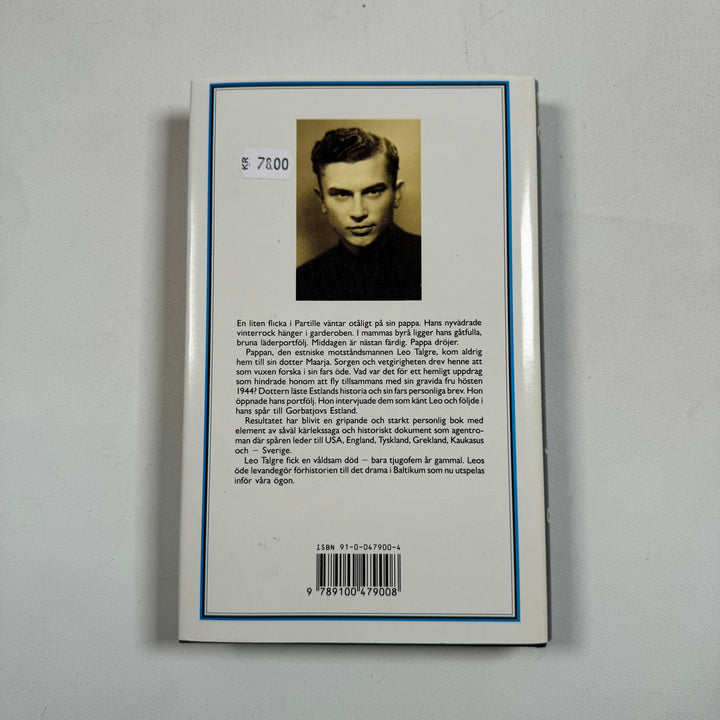 KR 78.00
En liten flicka i Partille väntar otåligt på sin pappa. Hans nyvädrade
vinterrock hänger i garderoben. I mammas byrå ligger hans gåtfulla,
bruna läderportfölj. Middagen är nästan färdig. Pappa dröjer.
Pappan, den estniske motståndsmannen Leo Talgre, kom aldrig
hem till sin dotter Maarja. Sorgen och vetgirigheten drev henne att
som vuxen forska i sin fars öde. Vad var det för ett hemligt uppdrag
som hindrade honom att fly tillsammans med sin gravida fru hösten
1944? Dottern läste Estlands historia och sin fars personliga brev. Hon
öppnade hans portfölj. Hon intervjuade dem som känt Leo och följde i
hans spår till Gorbatjovs Estland.
Resultatet har blivit en gripande och starkt personlig bok med
element av såväl kärlekssaga och historiskt dokument som agentro-
man där spåren leder till USA, England, Tyskland, Grekland, Kaukasus
och – Sverige.
Leo Talgre fick en våldsam död – bara tjugofem år gammal. Leos
öde levandegör förhistorien till det drama i Baltikum som nu utspelas
inför våra ögon.
ISBN 91-0-047900-4
9 789100 479008